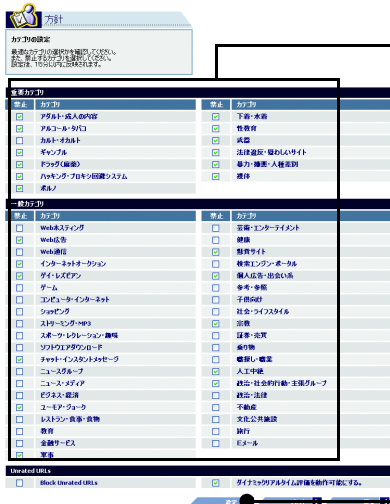 方針
カテゴリの設定
最適なカテゴリの選択かを確認してください。
また、禁止するカテゴリを選択してください。
設定は、15分以内に反映されます。
重要カテゴリ
禁止 カテゴリ 禁止 カテゴリ
アダルト・成人の内容 下着・水着
アルコール・タバコ 性教育
カルト・オカルト 武器
ギャンブル 法律違反・疑わしいサイト
ドラッグ(麻薬) 暴力・憎悪・人種差別
ハッキング・プロキシ回避システム 裸体
ポルノ
一般カテゴリ
禁止 カテゴリ 禁止 カテゴリ
Webホスティング 芸術・エンターテイメント
Web広告 健康
Web通信 懸賞サイト
インターネットオークション 検索エンジン・ポータル
ゲイ・レズビアン 個人広告・出会い系
ゲーム 参考・参照
コンピュータ・インターネット 子供向け
ショッピング 社会・ライフスタイル
ストリーミング・MP3 宗教
スポーツ・レクレーション・趣味 証券・売買
ソフトウエアダウンロード 乗り物
チャット・インスタントメッセージ 職探し・職業
ニュースグループ 人工中絶
ニュース・メディア 政治・社会的行動・主張グループ
ビジネス・経済 政治・法律
ユーモア・ジョーク 不動産
レストラン・食事・食物 文化公共施設
教育 旅行
金融サービス Eメール
軍事
Unrated URLs
Block Unrated URLs ダイナミックリアルタイム評価を動作可能にする。